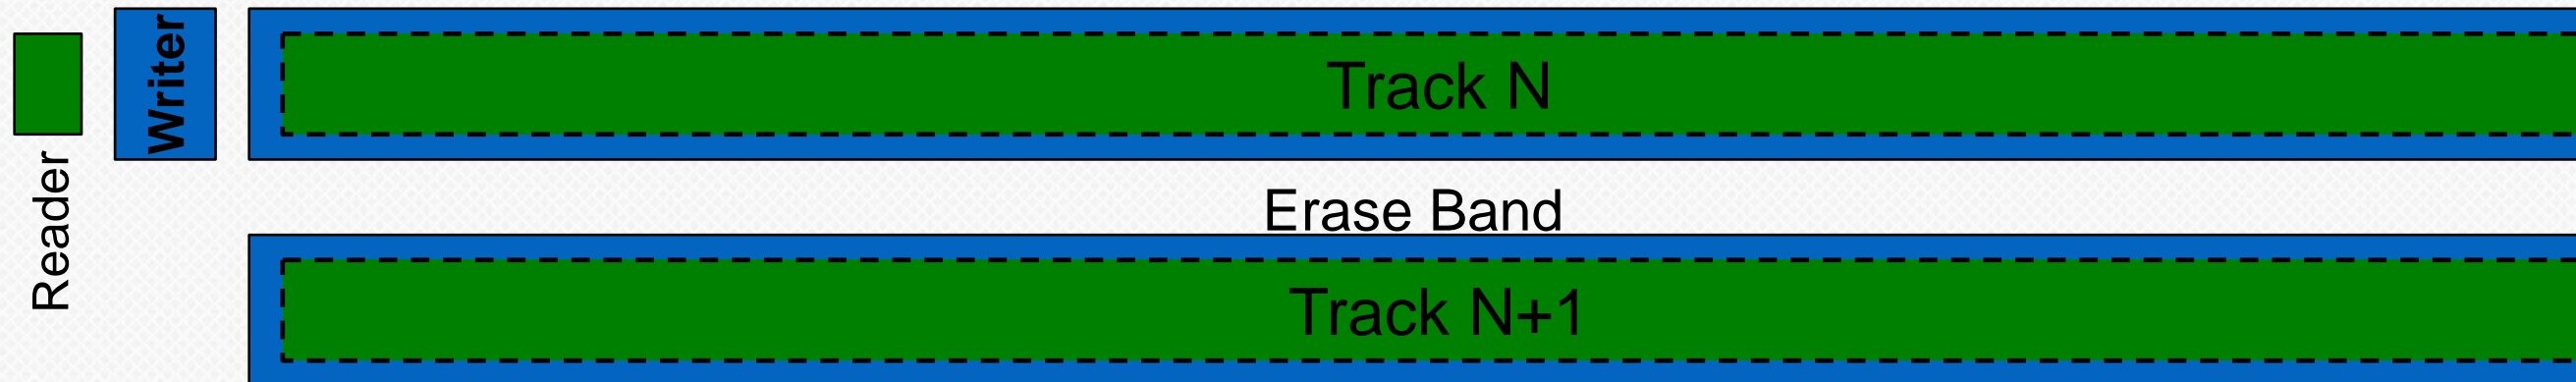 Writer
Reader
Track N
Erase Band
Track N+1